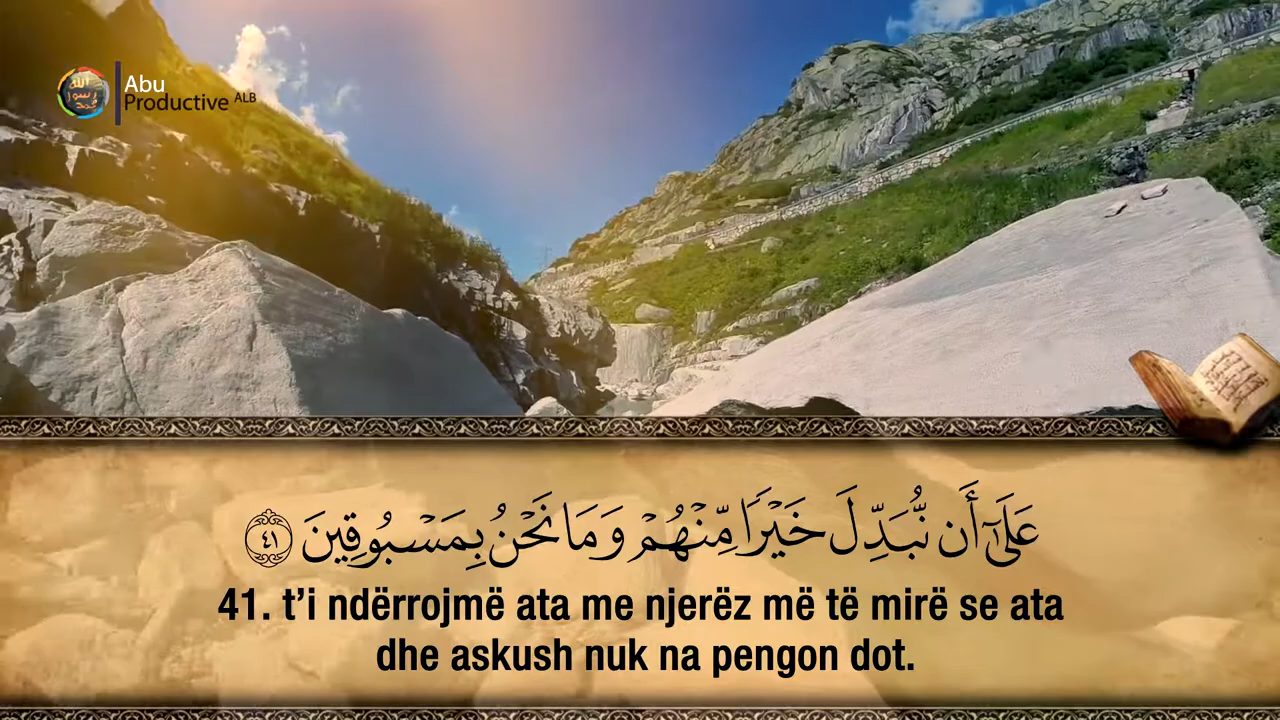 Abu
Productive ALB
عَلَىٰٓ أَن نُّبَدِّلَ خَيْرًا مِّنْهُمْ وَمَا نَحْنُ بِمَسْبُوقِينَ ٤١
41. t’i ndërrojmë ata me njerëz më të mirë se ata
dhe askush nuk na pengon dot.